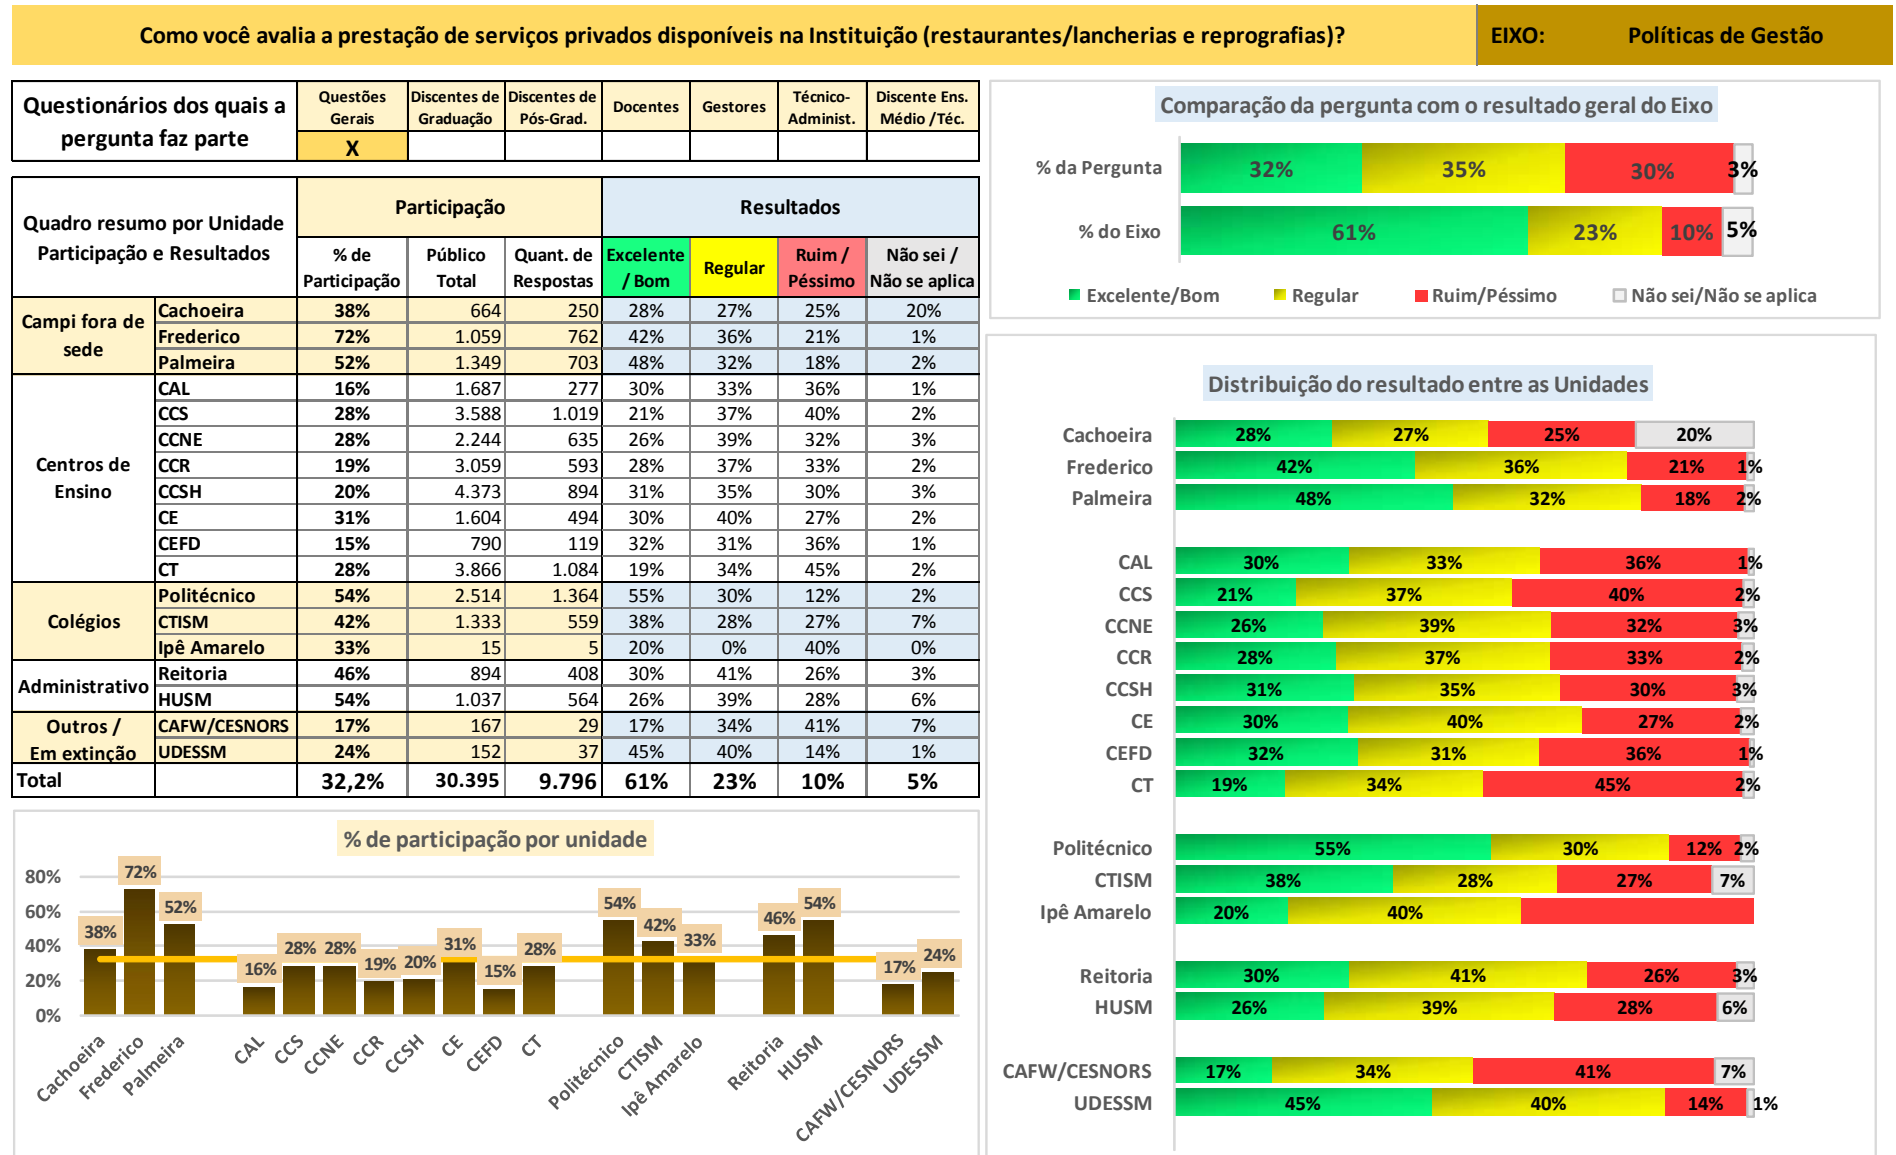 Como você avalia a prestação de serviços privados disponíveis na Instituição (restaurantes/lancherias e reprografias)? EIXO: Políticas de Gestão
Questionários dos quais a pergunta faz parte
Questões Gerais
Discentes de Graduação
Discentes de Pós-Grad.
Docentes
Gestores
Técnico-Administ.
Discente Ens. Médio /Téc.
X
Quadro resumo por Unidade
Participação e Resultados
Participação
Resultados
% de Participação
Público Total
Quant. de Respostas
Excelente / Bom
Regular
Ruim / Péssimo
Não sei / Não se aplica
Campi fora de sede
Cachoeira 38% 664 250 28% 27% 25% 20%
Frederico 72% 1.059 762 42% 36% 21% 1%
Palmeira 52% 1.349 703 48% 32% 18% 2%
Centros de Ensino
CAL 16% 1.687 277 30% 33% 36% 1%
CCS 28% 3.588 1.019 21% 37% 40% 2%
CCNE 28% 2.244 635 26% 39% 32% 3%
CCR 19% 3.059 593 28% 37% 33% 2%
CCSH 20% 4.373 894 31% 35% 30% 3%
CE 31% 1.604 494 30% 40% 27% 2%
CEFD 15% 790 119 32% 31% 36% 1%
CT 28% 3.866 1.084 19% 34% 45% 2%
Colégios
Politécnico 54% 2.514 1.364 55% 30% 12% 2%
CTISM 42% 1.333 559 38% 28% 27% 7%
Ipê Amarelo 33% 15 5 20% 0% 40% 0%
Administrativo
Reitoria 46% 894 408 30% 41% 26% 3%
HUSM 54% 1.037 564 26% 39% 28% 6%
Outros / Em extinção
CAFW/CESNORS 17% 167 29 17% 34% 41% 7%
UDESSM 24% 152 37 45% 40% 14% 1%
Total 32,2% 30.395 9.796 61% 23% 10% 5%
% de participação por unidade
80%
60%
40%
20%
0%
38% 72% 52% 16% 28% 28% 19% 20% 31% 15% 28% 54% 42% 33% 46% 54% 17% 24%
Cachoeira Frederico Palmeira CAL CCS CCNE CCR CCSH CE CEFD CT Politécnico CTISM Ipê Amarelo Reitoria HUSM CAFW/CESNORS UDESSM
Comparação da pergunta com o resultado geral do Eixo
% da Pergunta 32% 35% 30% 3%
% do Eixo 61% 23% 10% 5%
Excelente/Bom Regular Ruim/Péssimo Não sei/Não se aplica
Distribuição do resultado entre as Unidades
Cachoeira 28% 27% 25% 20%
Frederico 42% 36% 21% 1%
Palmeira 48% 32% 18% 2%
CAL 30% 33% 36% 1%
CCS 21% 37% 40% 2%
CCNE 26% 39% 32% 3%
CCR 28% 37% 33% 2%
CCSH 31% 35% 30% 3%
CE 30% 40% 27% 2%
CEFD 32% 31% 36% 1%
CT 19% 34% 45% 2%
Politécnico 55% 30% 12% 2%
CTISM 38% 28% 27% 7%
Ipê Amarelo 20% 40%
Reitoria 30% 41% 26% 3%
HUSM 26% 39% 28% 6%
CAFW/CESNORS 17% 34% 41% 7%
UDESSM 45% 40% 14% 1%